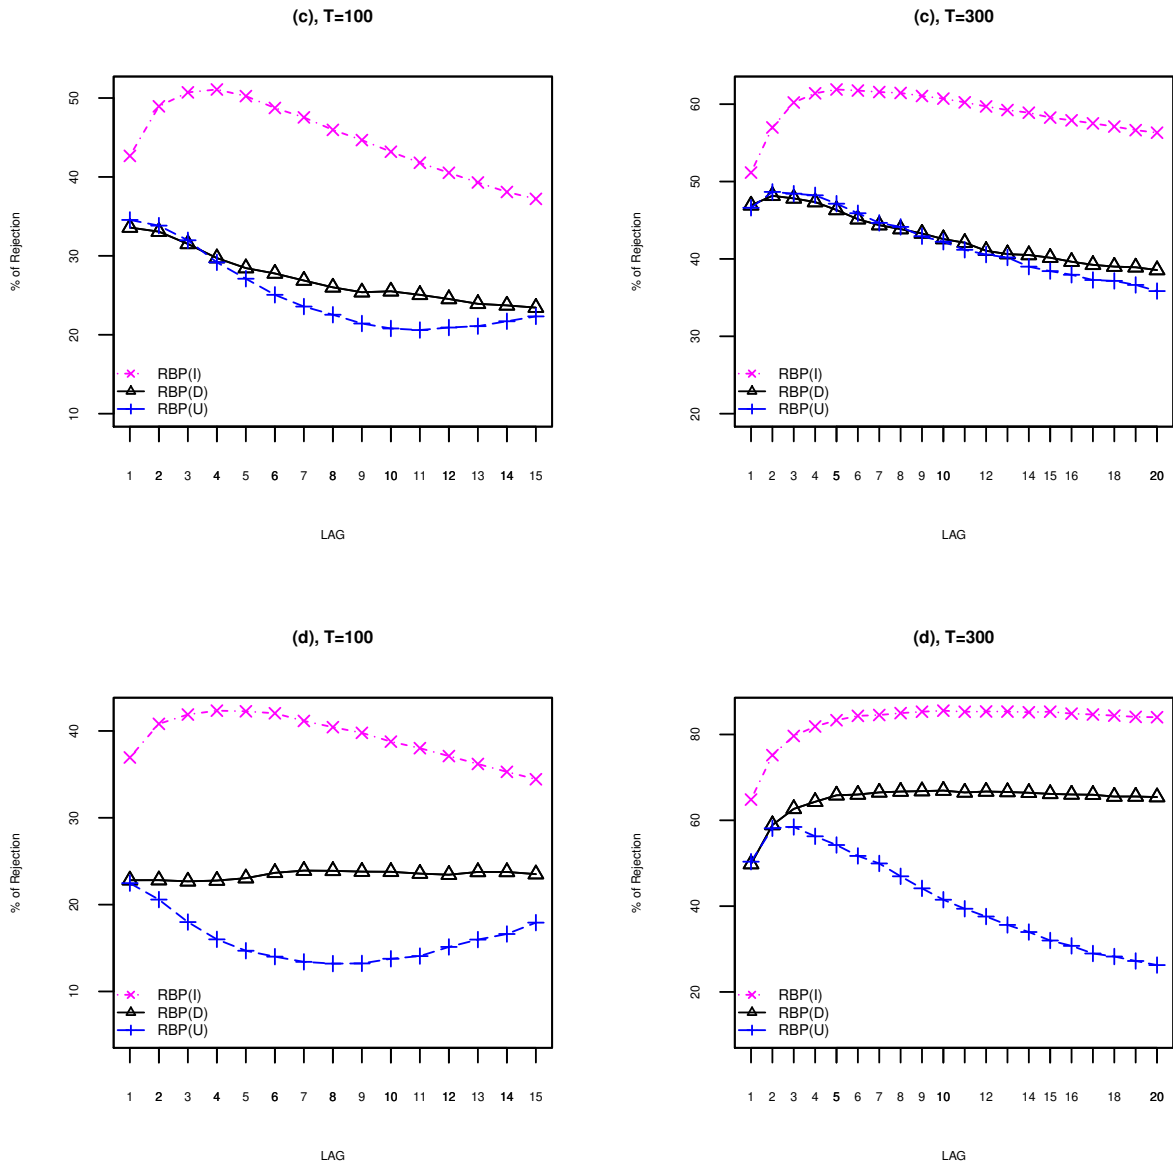 (c), T=100
% of Rejection
50
40
30
20
10
RBP(I)
RBP(D)
RBP(U)
1 2 3 4 5 6 7 8 9 10 11 12 13 14 15
LAG
(c), T=300
% of Rejection
60
50
40
30
20
RBP(I)
RBP(D)
RBP(U)
1 2 3 4 5 6 7 8 9 10 12 14 15 16 18 20
LAG
(d), T=100
% of Rejection
40
30
20
10
RBP(I)
RBP(D)
RBP(U)
1 2 3 4 5 6 7 8 9 10 11 12 13 14 15
LAG
(d), T=300
% of Rejection
80
60
40
20
RBP(I)
RBP(D)
RBP(U)
1 2 3 4 5 6 7 8 9 10 12 14 15 16 18 20
LAG